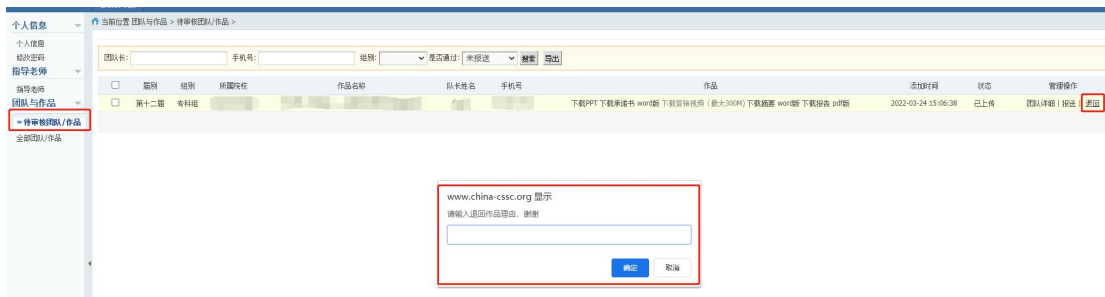 个人信息
当前位置 团队与作品 > 待审核团队/作品 >
个人信息
修改密码
指导老师
指导老师
团队与作品
待审核团队/作品
全部团队/作品
团队长: 手机号: 组别: 是否通过: 未报送 搜索 导出
届别 组别 所属院校 作品名称 队长姓名 手机号 作品 添加时间 状态 管理操作
第十二届 专科组 下载PPT 下载承诺书 word版 下载答辩视频 (最大300M) 下载摘要 word版 下载报告 pdf版 2022-03-24 15:06:38 已上传 团队详细 | 报送 | 退回
www.china-cssc.org 显示
请输入退回作品理由, 谢谢
确定 取消